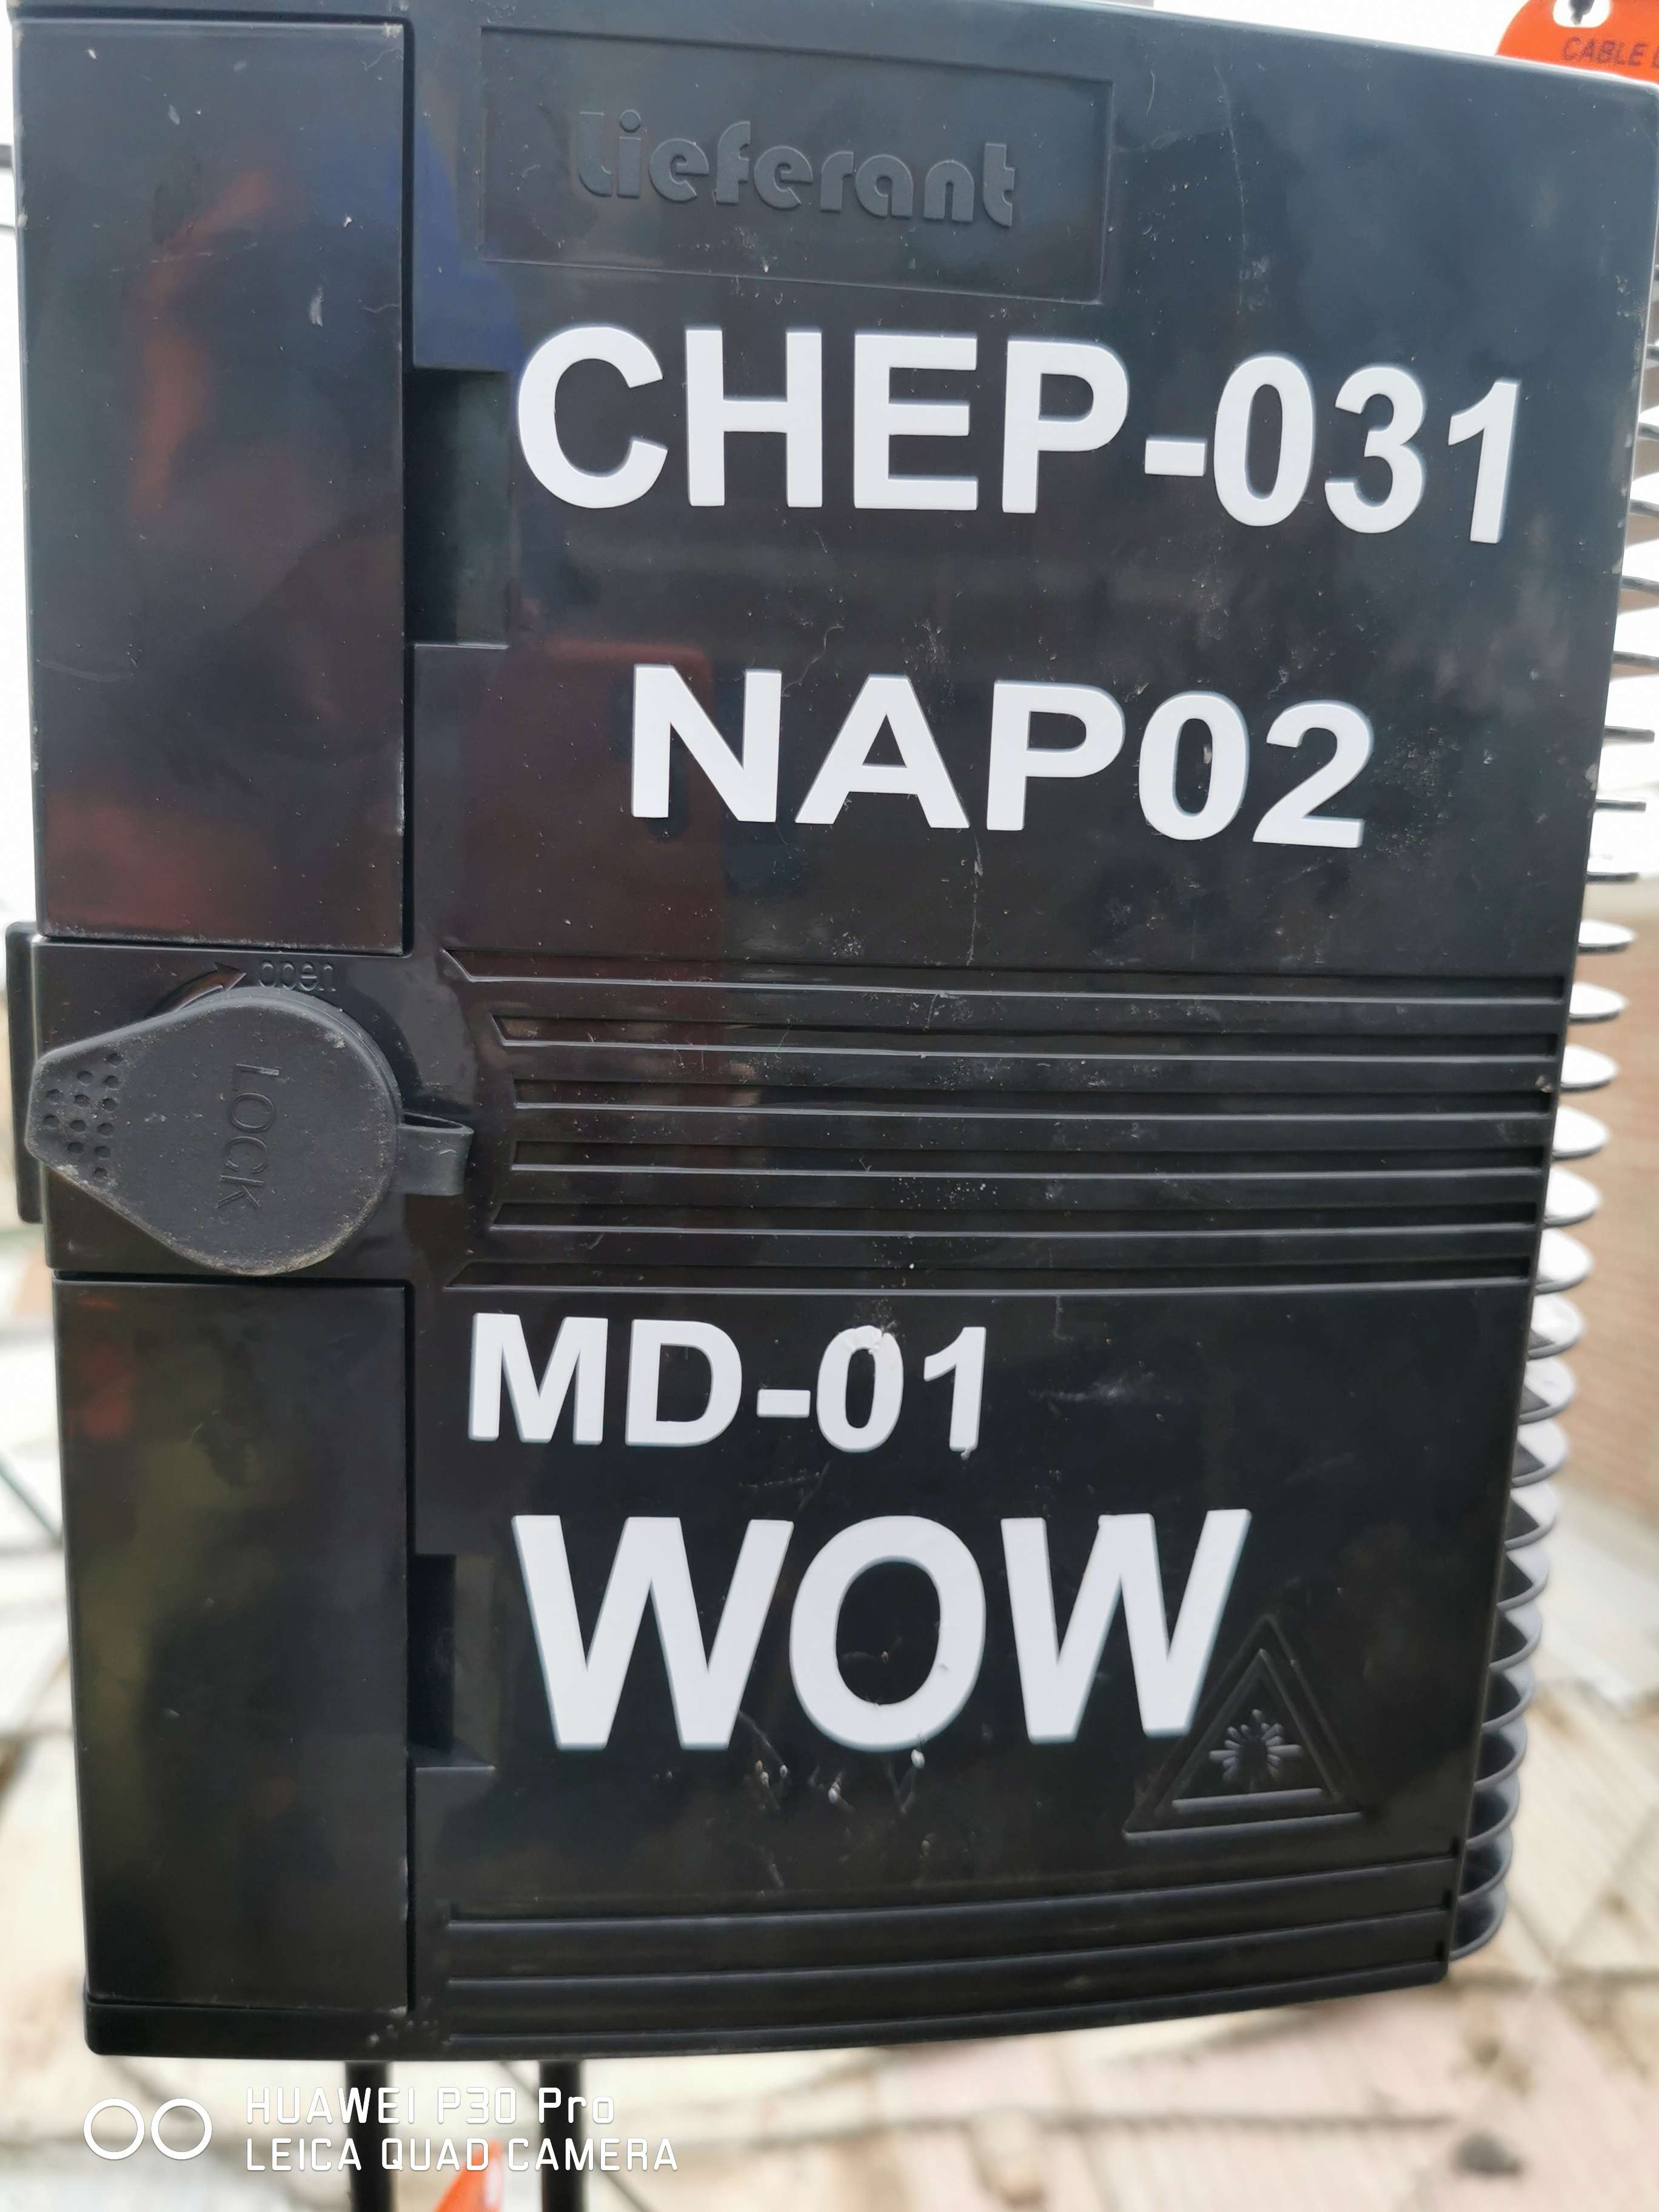 CABLE
Lieferant
CHEP-031
NAP02
open
LOCK
MD-01
WOW
HUAWEI P30 Pro
LEICA QUAD CAMERA